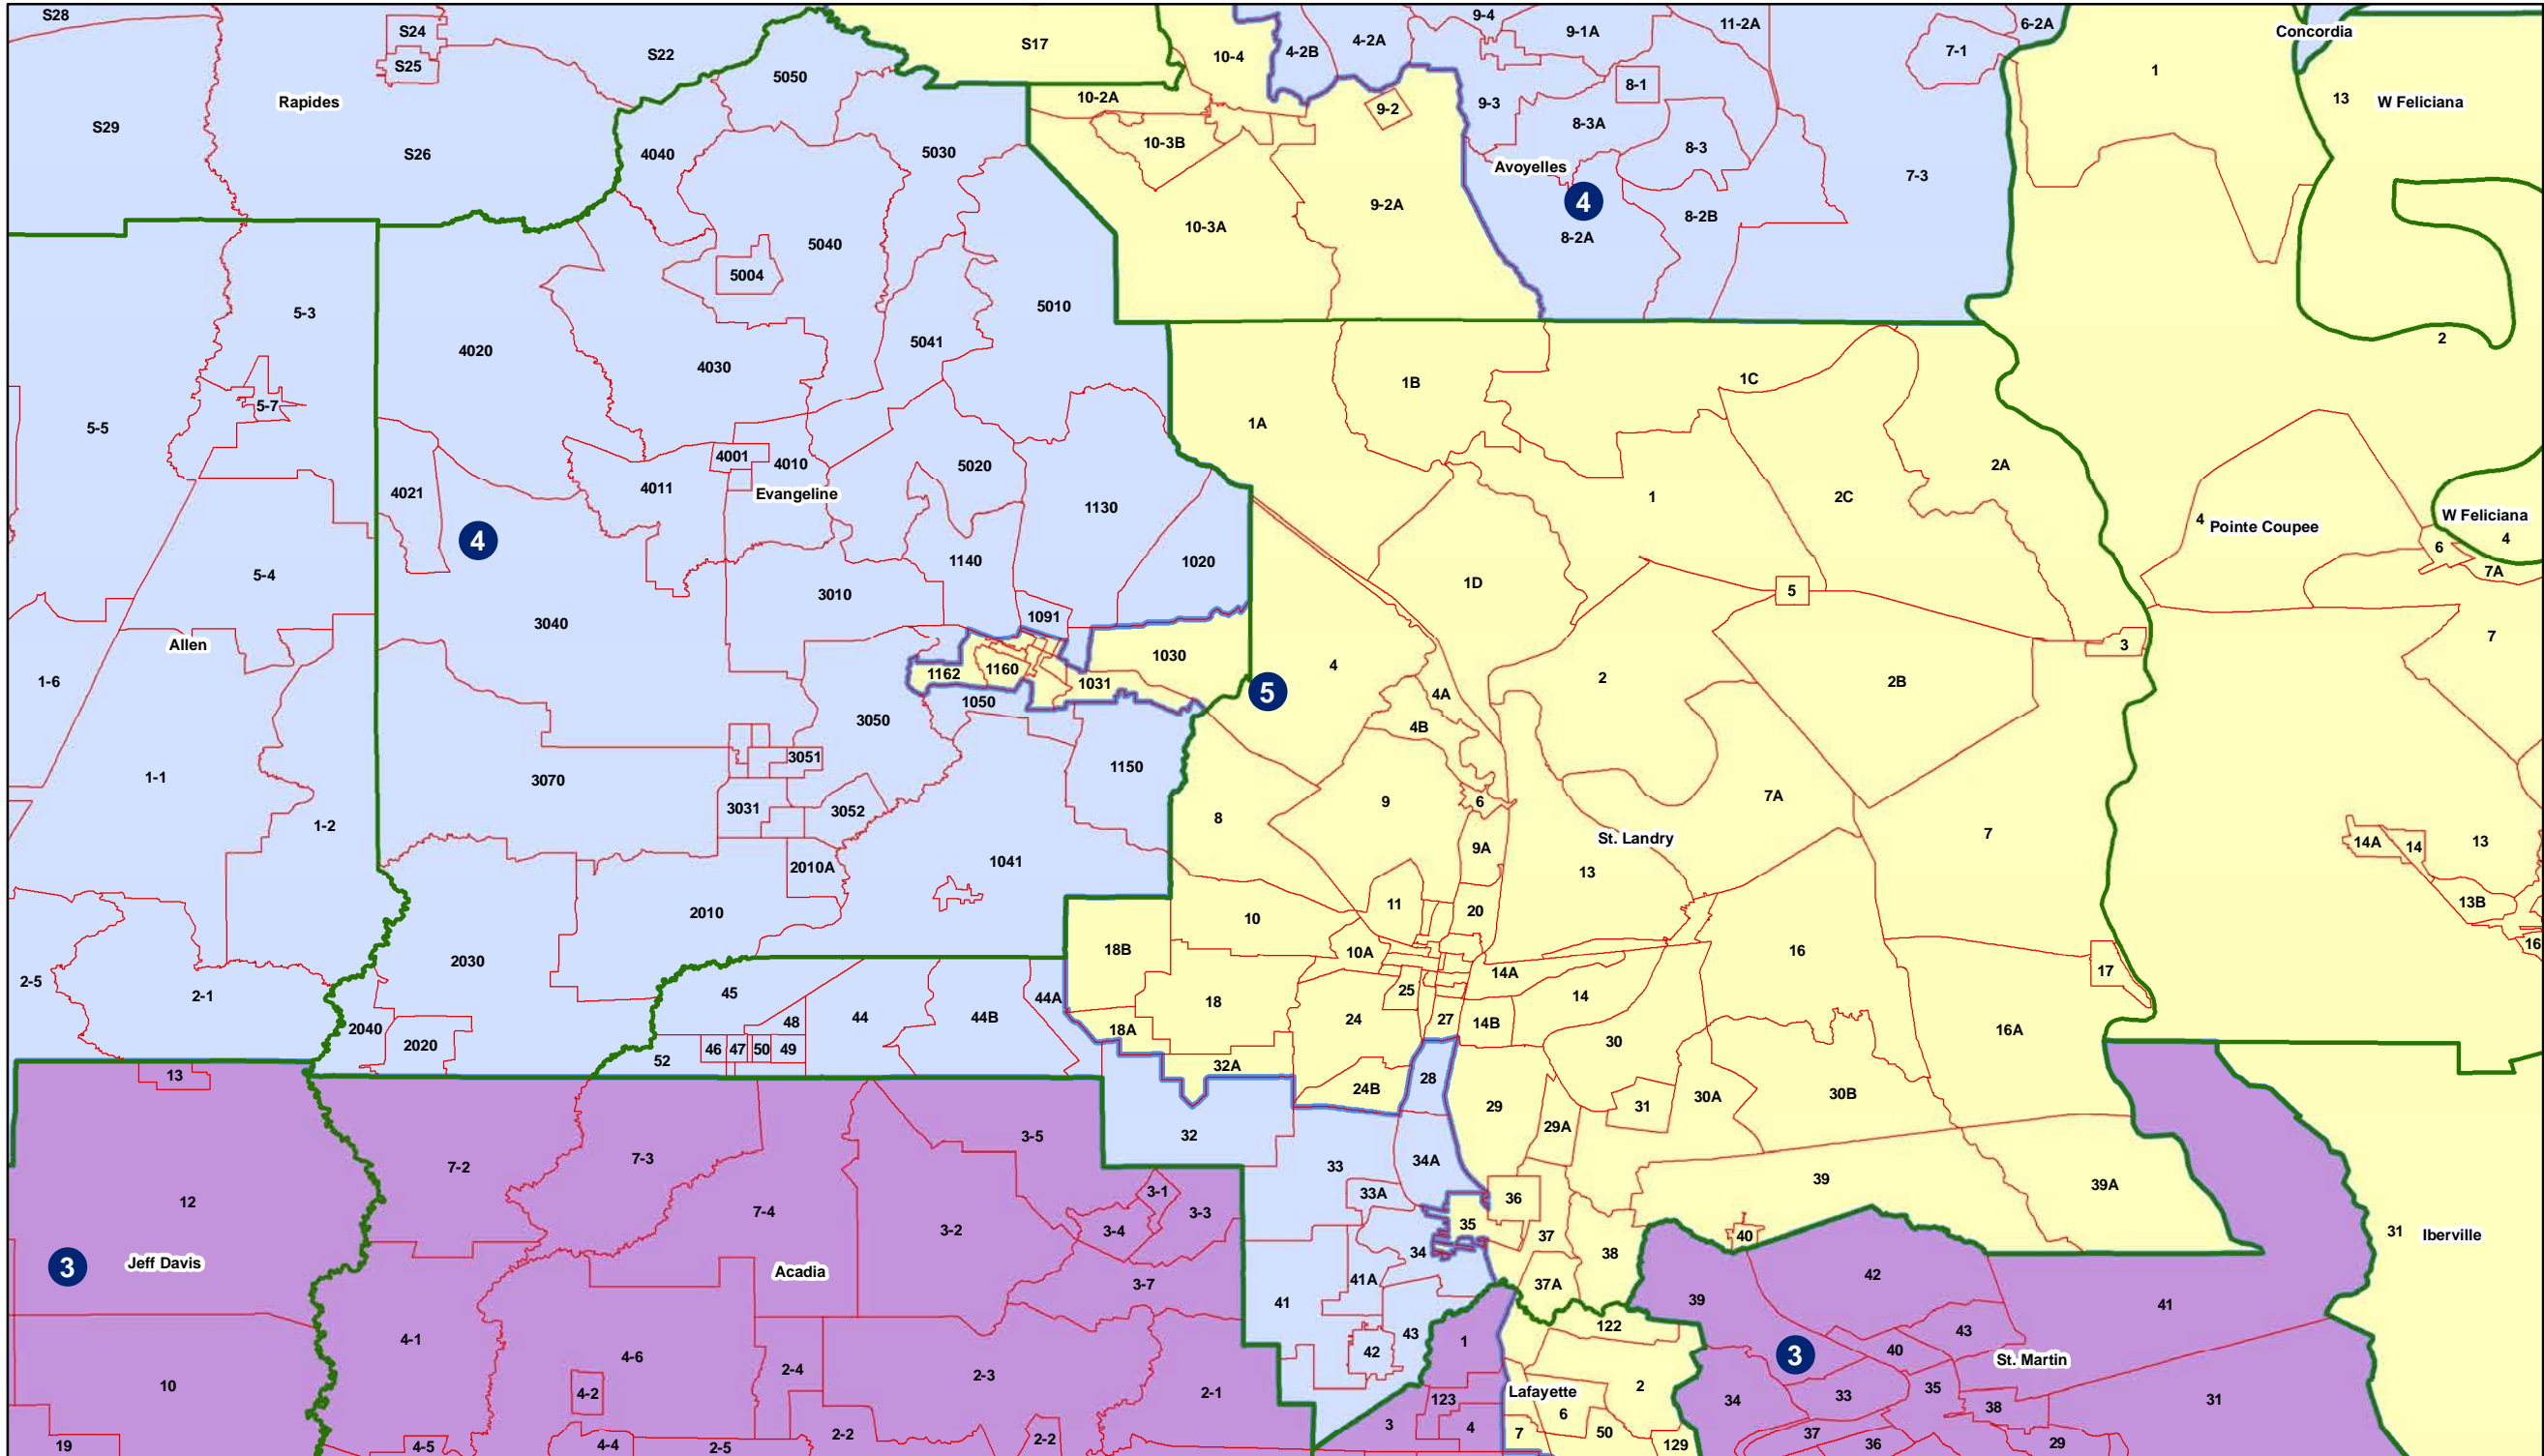 S28
S24
S25
S22
S17
10-4
4-2B
4-2A
9-4
9-1A
11-2A
7-1
6-2A
Concordia
1
13
W Feliciana
Rapides
S29
S26
5050
4040
5030
10-2A
10-3B
9-2
9-3
8-1
8-3A
8-3
Avoyelles
4
7-3
8-2B
8-2A
9-2A
10-3A
5040
5004
5010
5041
5-3
4020
4030
5-7
5-5
1A
1B
1C
2
4001
4010
4011
4021
Evangeline
5020
1130
1
2C
2A
4
Pointe Coupee
W Feliciana
4
6
7A
4
5-4
1140
1020
3010
1D
5
3040
1091
Allen
1-6
1162
1160
1030
1031
1050
5
4
4A
4B
2
2B
3
7
3050
3051
3070
1150
1-1
1-2
3031
3052
8
9
6
7A
St. Landry
7
9A
13
14A
14
13
13B
16
2010A
1041
2010
2030
10
11
20
18B
10A
16
17
2-5
2-1
45
44A
18
25
14A
14
48
44
44B
2040
2020
46
47
50
49
52
18A
24
27
14B
30
16A
32A
24B
28
13
29
29A
31
30A
30B
32
33
34A
33A
7-2
7-3
3-5
12
7-4
3-2
3-1
3-3
3-4
3-7
36
35
37
38
39
39A
40
31
Iberville
3
Jeff Davis
Acadia
34
41A
37A
42
41
41
39
43
42
1
122
43
40
3
St. Martin
4-1
4-6
4-2
2-4
2-3
2-1
10
Lafayette
2
123
6
3
4
7
50
129
34
33
35
38
31
37
36
29
19
4-5
4-4
2-5
2-2
2-2